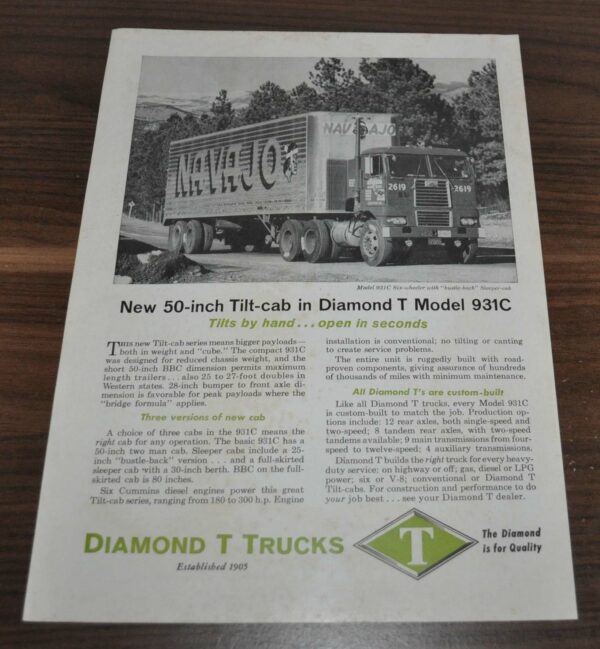 NAVAJO
NAVAJO
2619
2619
Model 931C Six-wheeler with "bustle-back" Sleeper-cab
New 50-inch Tilt-cab in Diamond T Model 931C
Tilts by hand...open in seconds
THIS new Tilt-cab series means bigger payloads—
both in weight and "cube." The compact 931C
was designed for reduced chassis weight, and the
short 50-inch BBC dimension permits maximum
length trailers...also 25 to 27-foot doubles in
Western states. 28-inch bumper to front axle di-
mension is favorable for peak payloads where the
"bridge formula" applies.
Three versions of new cab
A choice of three cabs in the 931C means the
right cab for any operation. The basic 931C has a
50-inch two man cab. Sleeper cabs include a 25-
inch "bustle-back" version...and a full-skirted
sleeper cab with a 30-inch berth. BBC on the full-
skirted cab is 80 inches.
Six Cummins diesel engines power this great
Tilt-cab series, ranging from 180 to 300 h.p. Engine
installation is conventional; no tilting or canting
to create service problems.
The entire unit is ruggedly built with road-
proven components, giving assurance of hundreds
of thousands of miles with minimum maintenance.
All Diamond T's are custom-built
Like all Diamond T trucks, every Model 931C
is custom-built to match the job. Production op-
tions include: 12 rear axles, both single-speed and
two-speed; 8 tandem rear axles, with two-speed
tandems available; 9 main transmissions from four-
speed to twelve-speed; 4 auxiliary transmissions.
Diamond T builds the right truck for every heavy-
duty service: on highway or off; gas, diesel or LPG
power; six or V-8; conventional or Diamond T
Tilt-cabs. For construction and performance to do
your job best...see your Diamond T dealer.
DIAMOND T TRUCKS
Established 1905
T
The Diamond
is for Quality